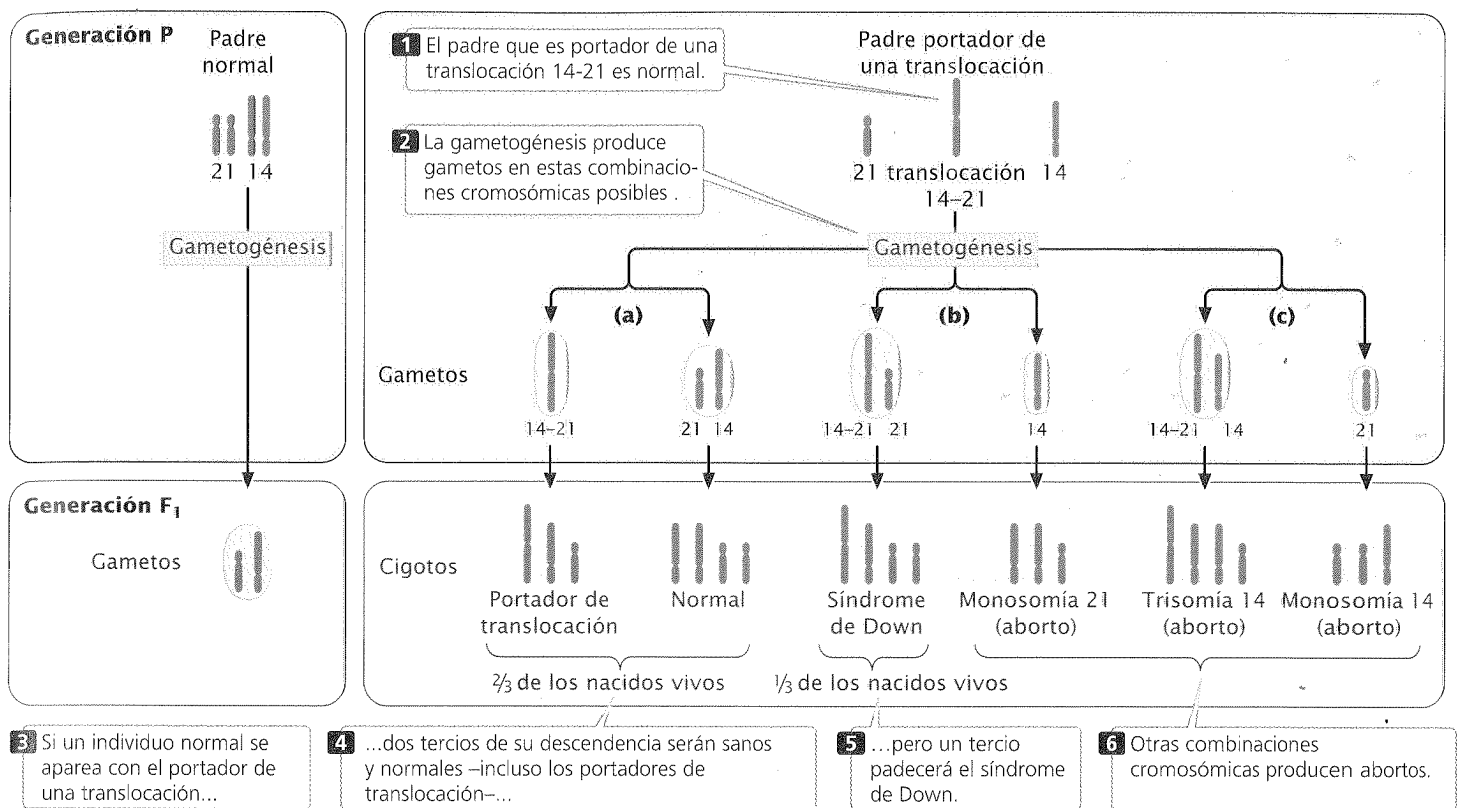 Generación P
Padre
normal
21 14
Gametogénesis
1 El padre que es portador de una
translocación 14-21 es normal.
2 La gametogénesis produce
gametos en estas combinacio-
nes cromosómicas posibles .
Padre portador de
una translocación
21 translocación 14
14–21
Gametogénesis
(a) (b) (c)
Gametos
14–21 21 14 14–21 21 14 14–21 14 21
Generación F1
Gametos
Cigotos
Portador de
translocación
Normal
Síndrome
de Down
Monosomía 21
(aborto)
Trisomía 14
(aborto)
Monosomía 14
(aborto)
⅔ de los nacidos vivos
⅓ de los nacidos vivos
3 Si un individuo normal se
aparea con el portador de
una translocación...
4 ...dos tercios de su descendencia serán sanos
y normales –incluso los portadores de
translocación–...
5 ...pero un tercio
padecerá el síndrome
de Down.
6 Otras combinaciones
cromosómicas producen abortos.